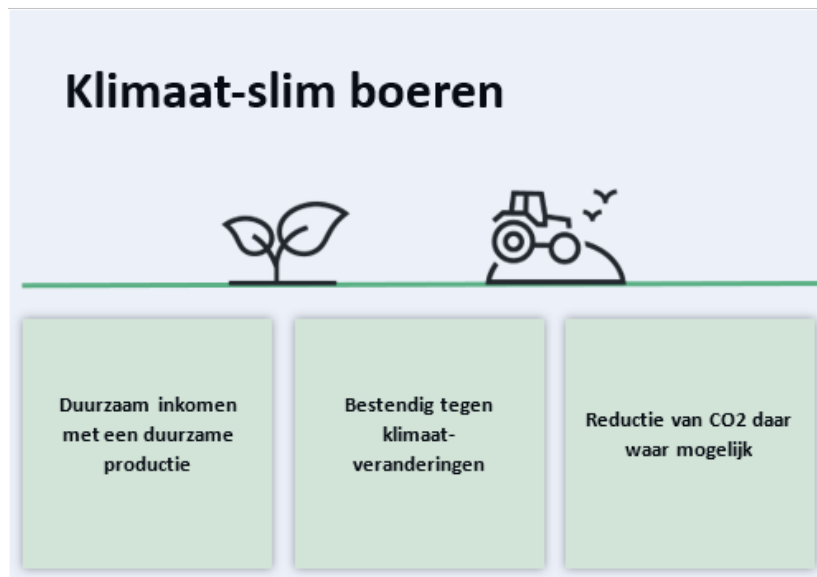 Klimaat-slim boeren
Duurzaam inkomen
met een duurzame
productie
Bestendig tegen
klimaat-
veranderingen
Reductie van CO2 daar
waar mogelijk